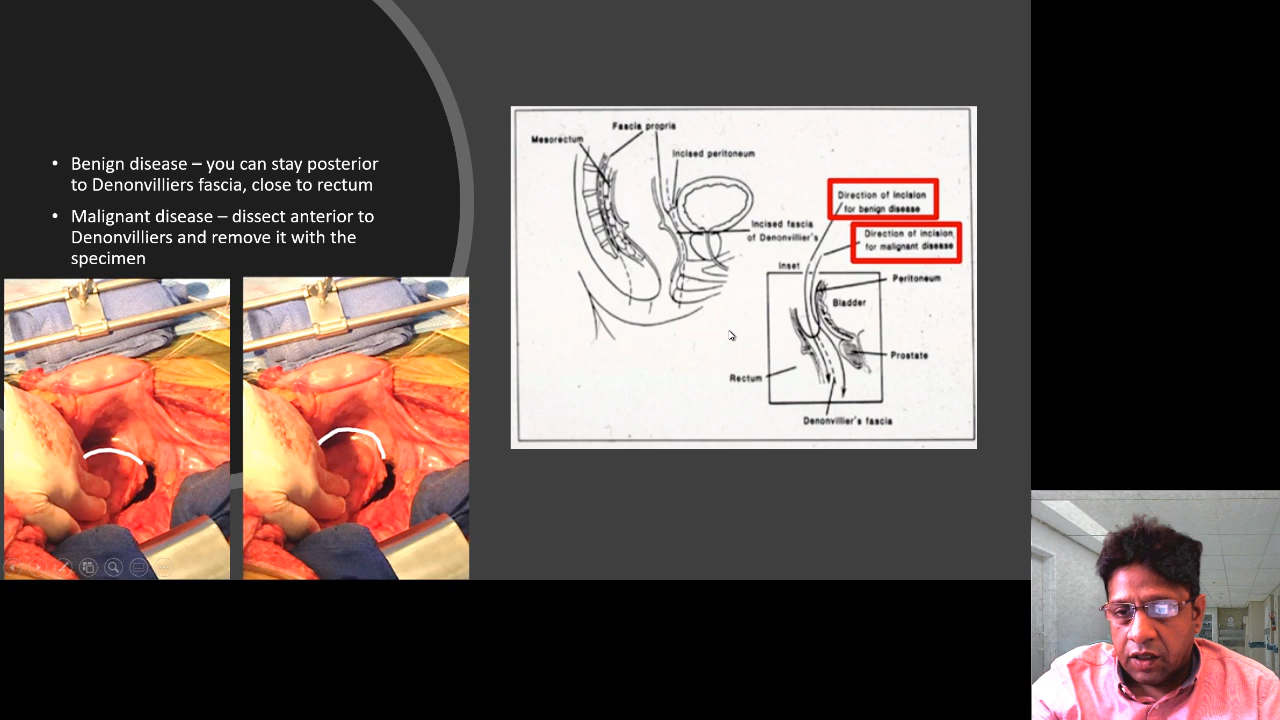 • Benign disease – you can stay posterior
to Denonvilliers fascia, close to rectum
• Malignant disease – dissect anterior to
Denonvilliers and remove it with the
specimen
Fascia propria
Mesorectum
Incised peritoneum
Direction of incision
for benign disease
Incised fascia
of Denonvillier's
Direction of incision
for malignant disease
Inset
Peritoneum
Bladder
Prostate
Rectum
Denonvillier's fascia